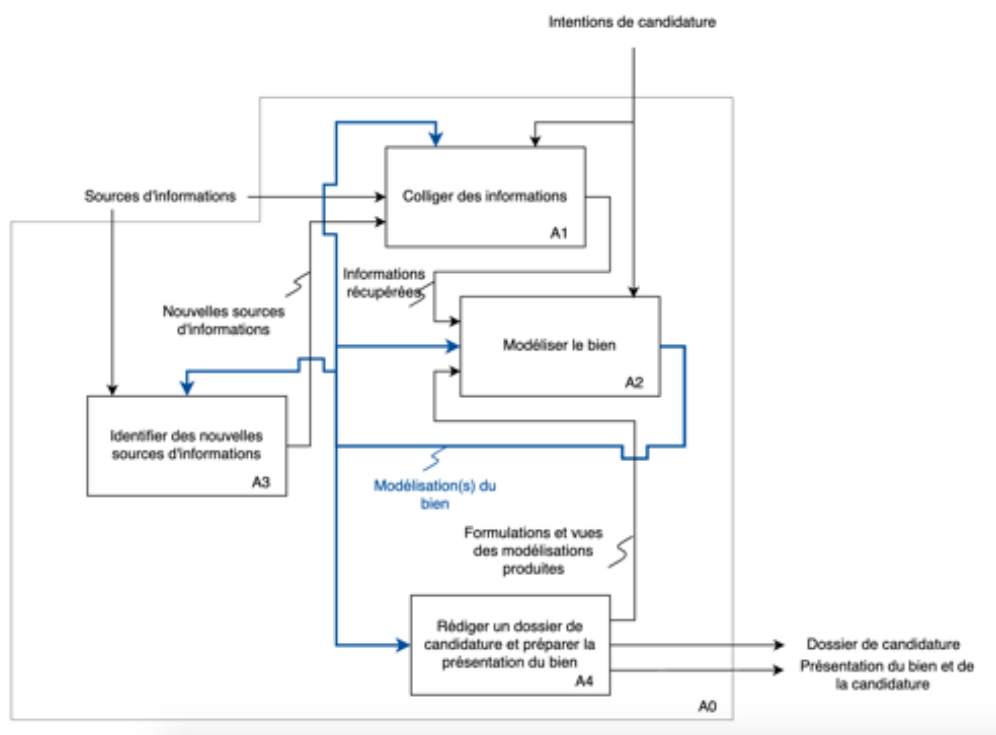 Intentions de candidature
Sources d'informations
Colliger des informations
A1
Informations
récupérées
Nouvelles sources
d'informations
Modéliser le bien
A2
Identifier des nouvelles
sources d'informations
A3
Modélisation(s) du
bien
Formulations et vues
des modélisations
produites
Rédiger un dossier de
candidature et préparer la
présentation du bien
A4
Dossier de candidature
Présentation du bien et de
la candidature
A0